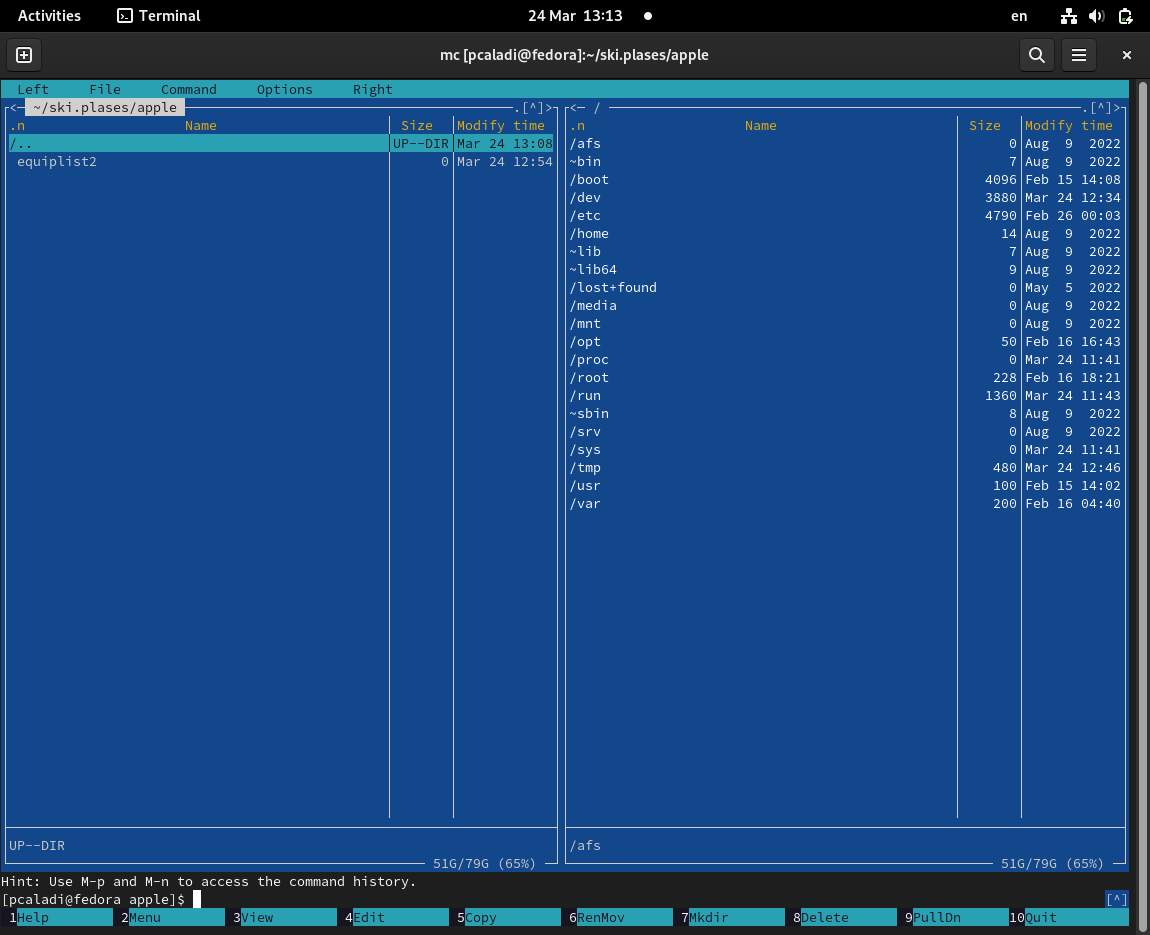 Activities Terminal 24 Mar 13:13 en
mc [pcaladi@fedora]:~/ski.plases/apple
Left File Command Options Right
<─ ~/ski.plases/apple ─.[^]>┐ <─ / ─.[^]>┐
.n Name Size Modify time .n Name Size Modify time
/.. UP--DIR Mar 24 13:08 /afs 0 Aug 9 2022
equiplist2 0 Mar 24 12:54 ~bin 7 Aug 9 2022
/boot 4096 Feb 15 14:08
/dev 3880 Mar 24 12:34
/etc 4790 Feb 26 00:03
/home 14 Aug 9 2022
~lib 7 Aug 9 2022
~lib64 9 Aug 9 2022
/lost+found 0 May 5 2022
/media 0 Aug 9 2022
/mnt 0 Aug 9 2022
/opt 50 Feb 16 16:43
/proc 0 Mar 24 11:41
/root 228 Feb 16 18:21
/run 1360 Mar 24 11:43
~sbin 8 Aug 9 2022
/srv 0 Aug 9 2022
/sys 0 Mar 24 11:41
/tmp 480 Mar 24 12:46
/usr 100 Feb 15 14:02
/var 200 Feb 16 04:40
UP--DIR /afs
51G/79G (65%) 51G/79G (65%)
Hint: Use M-p and M-n to access the command history.
[pcaladi@fedora apple]$ [^]
1Help 2Menu 3View 4Edit 5Copy 6RenMov 7Mkdir 8Delete 9PullDn 10Quit